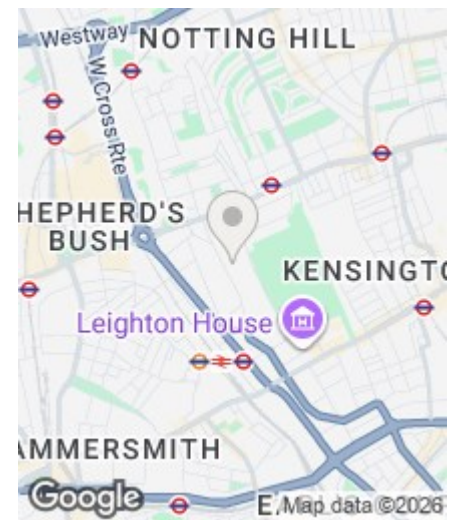 Westway
NOTTING HILL
W Cross Rte
HEPHERD'S
BUSH
KENSINGTO
Leighton House
AMMERSMITH
Google
E
Map data ©2026